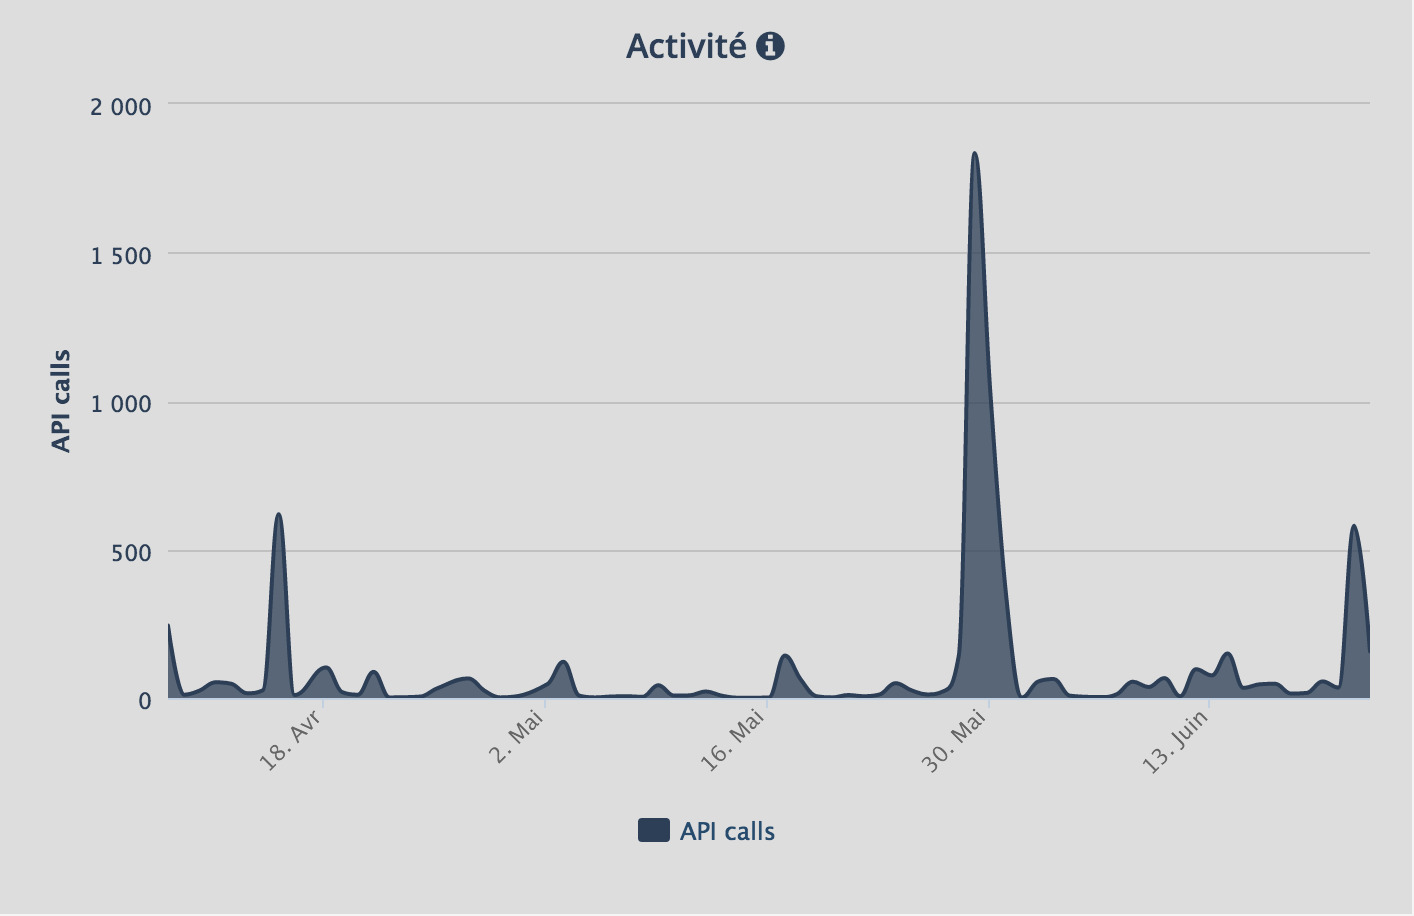 Activité
2 000
1 500
1 000
500
0
API calls
18. Avr
2. Mai
16. Mai
30. Mai
13. Juin
API calls